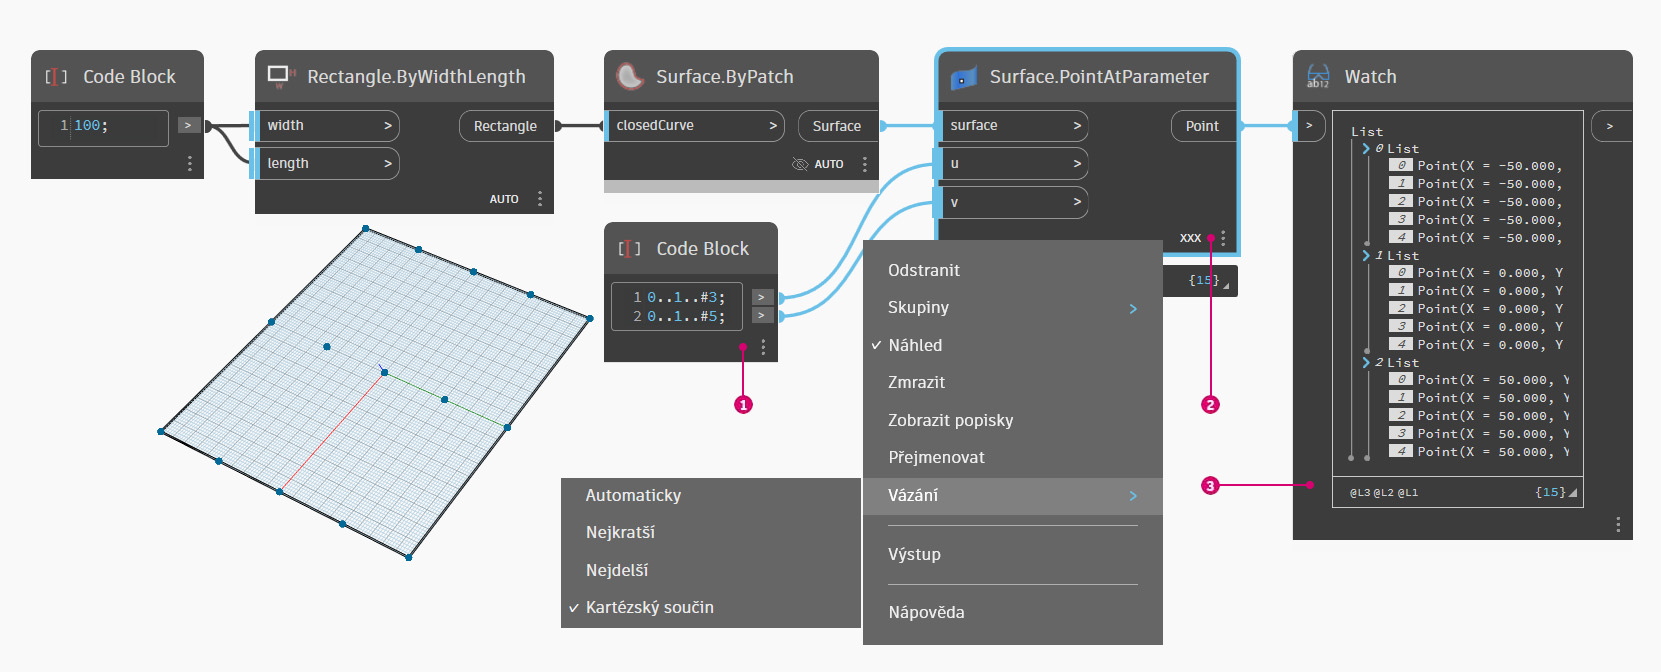 Code Block
1 100;
>
Rectangle.ByWidthLength
width >
length >
Rectangle
AUTO
Surface.ByPatch
closedCurve >
Surface
AUTO
Code Block
1 0..1..#3;
2 0..1..#5;
>
>
Surface.PointAtParameter
surface >
u >
v >
Point
XXX
{15}
Watch
ab12
>
>
List
0 List
0 Point(X = -50.000,
1 Point(X = -50.000,
2 Point(X = -50.000,
3 Point(X = -50.000,
4 Point(X = -50.000,
1 List
0 Point(X = 0.000, Y
1 Point(X = 0.000, Y
2 Point(X = 0.000, Y
3 Point(X = 0.000, Y
4 Point(X = 0.000, Y
2 List
0 Point(X = 50.000, Y
1 Point(X = 50.000, Y
2 Point(X = 50.000, Y
3 Point(X = 50.000, Y
4 Point(X = 50.000, Y
@L3 @L2 @L1 {15}
Odstranit
Skupiny >
✓ Náhled
Zmrazit
Zobrazit popisky
Přejmenovat
Vázání >
Výstup
Nápověda
Automaticky
Nejkratší
Nejdelší
✓ Kartézský součin
1
2
3